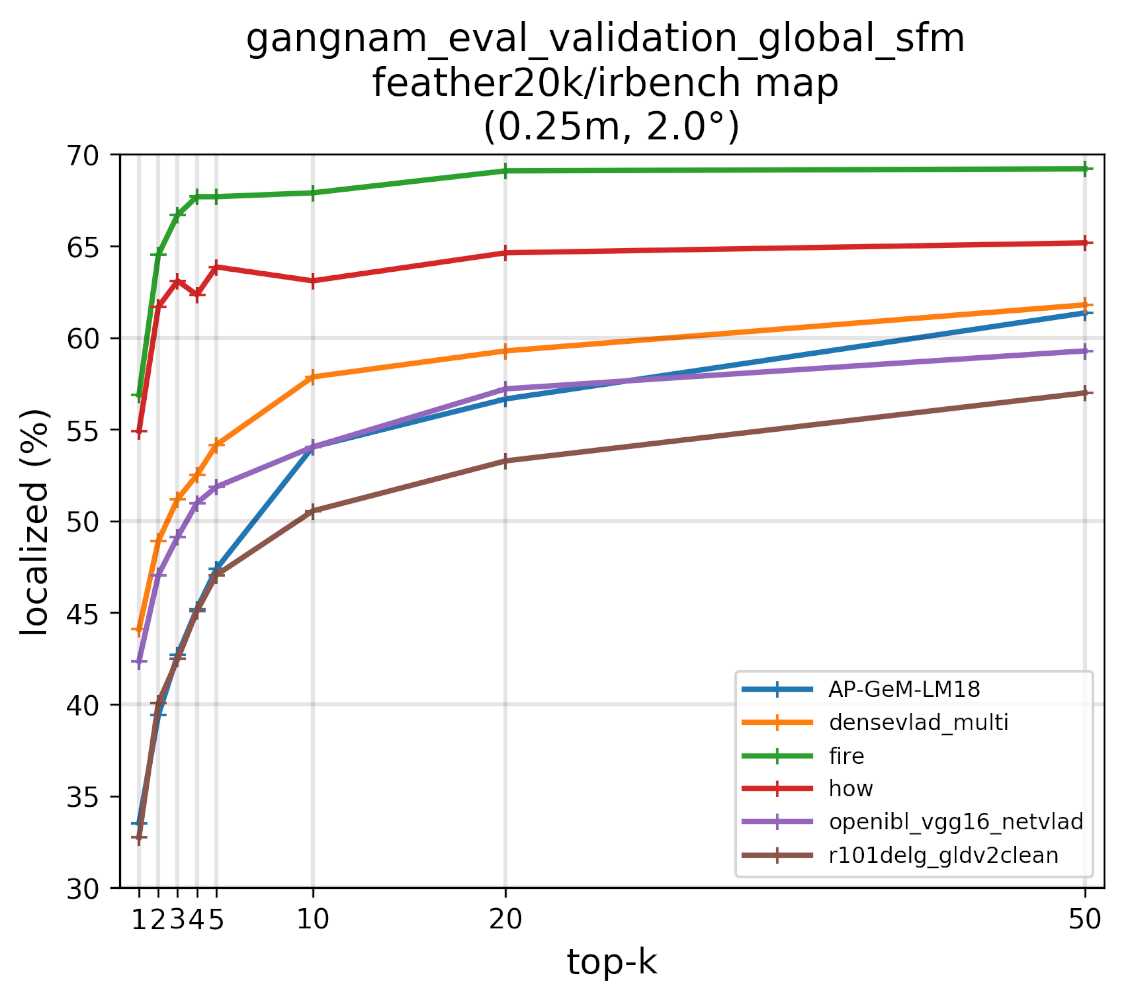 gangnam_eval_validation_global_sfm
feather20k/irbench map
(0.25m, 2.0°)
70
65
60
55
50
45
40
35
30
localized (%)
AP-GeM-LM18
densevlad_multi
fire
how
openibl_vgg16_netvlad
r101delg_gldv2clean
1 2 3 4 5 10 20 50
top-k